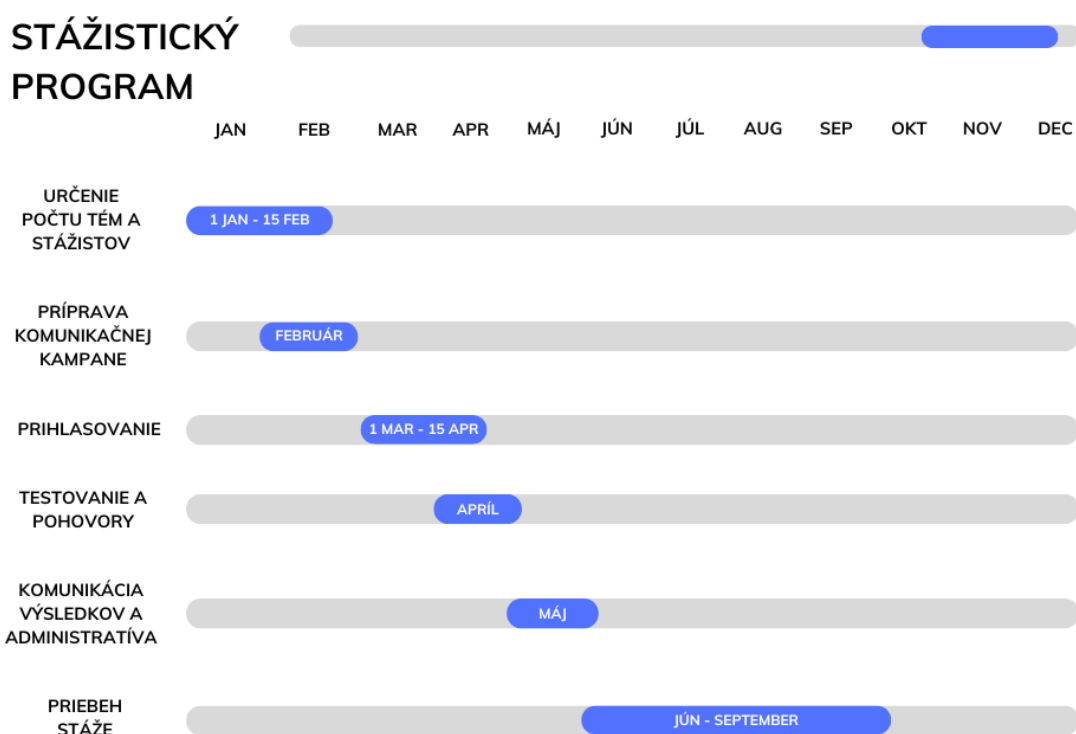 STÁŽISTICKÝ
PROGRAM
JAN FEB MAR APR MÁJ JÚN JÚL AUG SEP OKT NOV DEC
URČENIE
POČTU TÉM A
STÁŽISTOV
1 JAN - 15 FEB
PRÍPRAVA
KOMUNIKAČNEJ
KAMPANE
FEBRUÁR
PRIHLASOVANIE
1 MAR - 15 APR
TESTOVANIE A
POHOVORY
APRÍL
KOMUNIKÁCIA
VÝSLEDKOV A
ADMINISTRATÍVA
MÁJ
PRIEBEH
STÁŽE
JÚN - SEPTEMBER